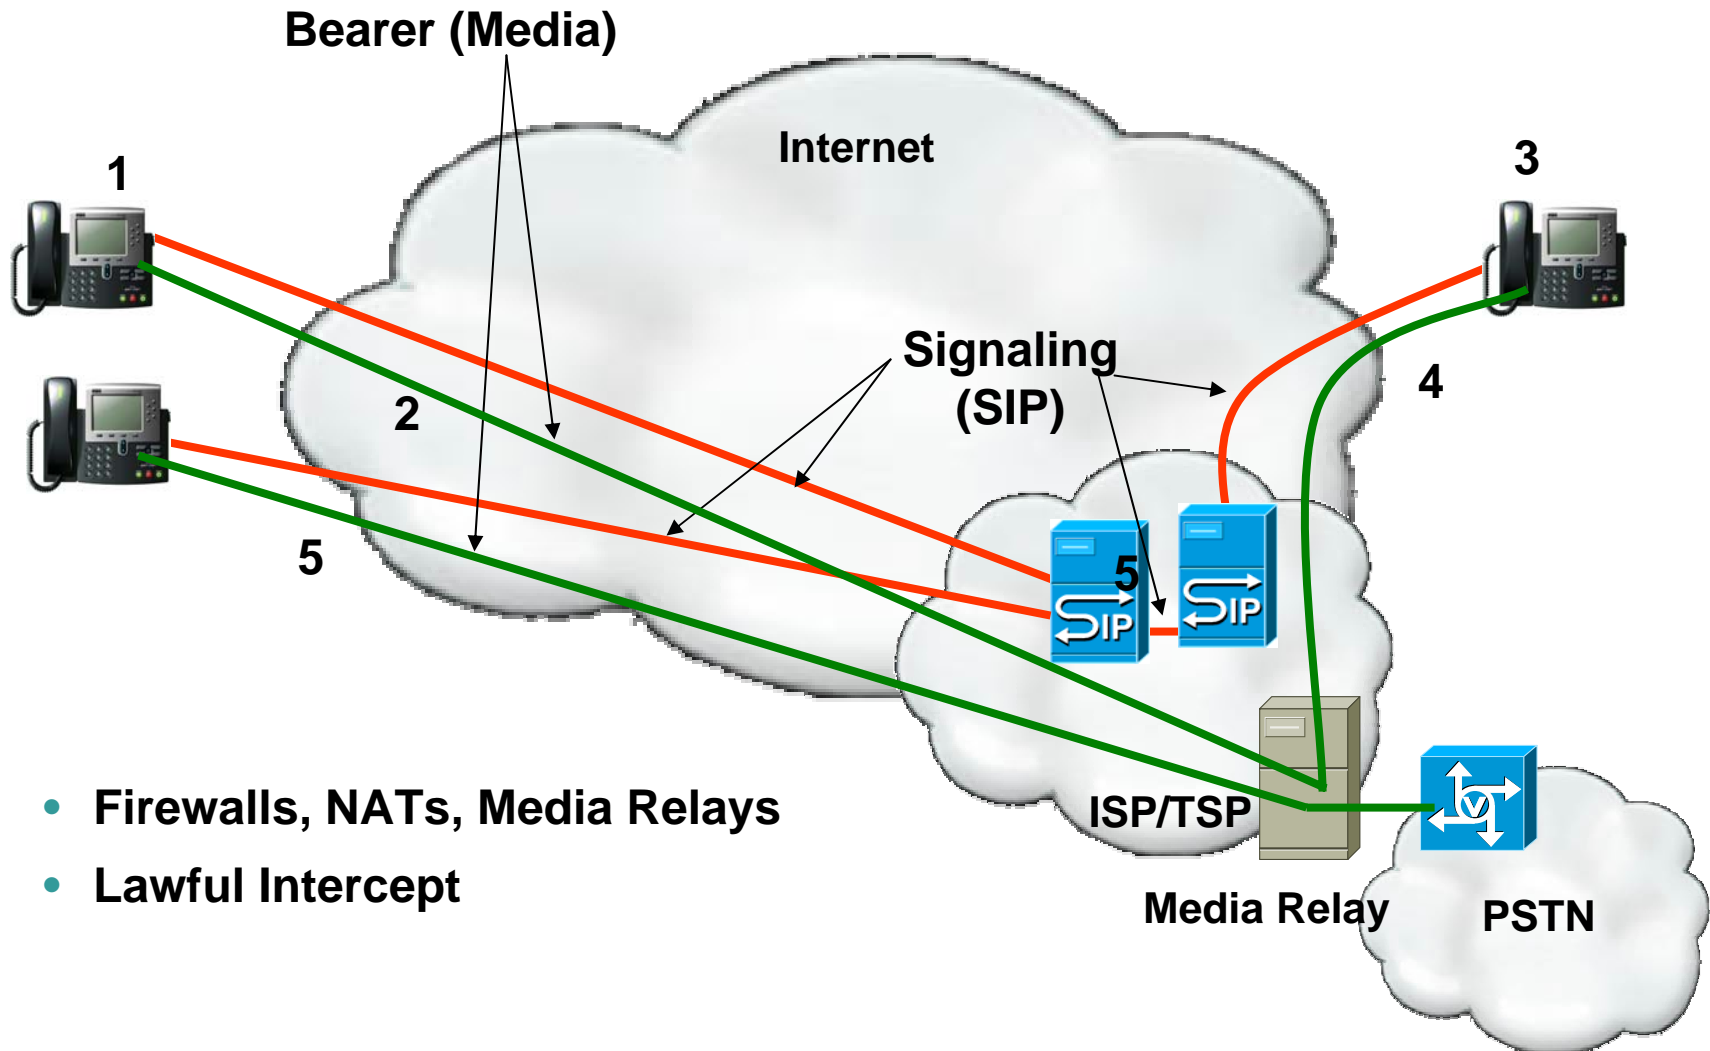 Bearer (Media)
Internet
1
3
Signaling
(SIP)
4
2
5
5
SIP
SIP
ISP/TSP
V
• Firewalls, NATs, Media Relays
• Lawful Intercept
Media Relay
PSTN